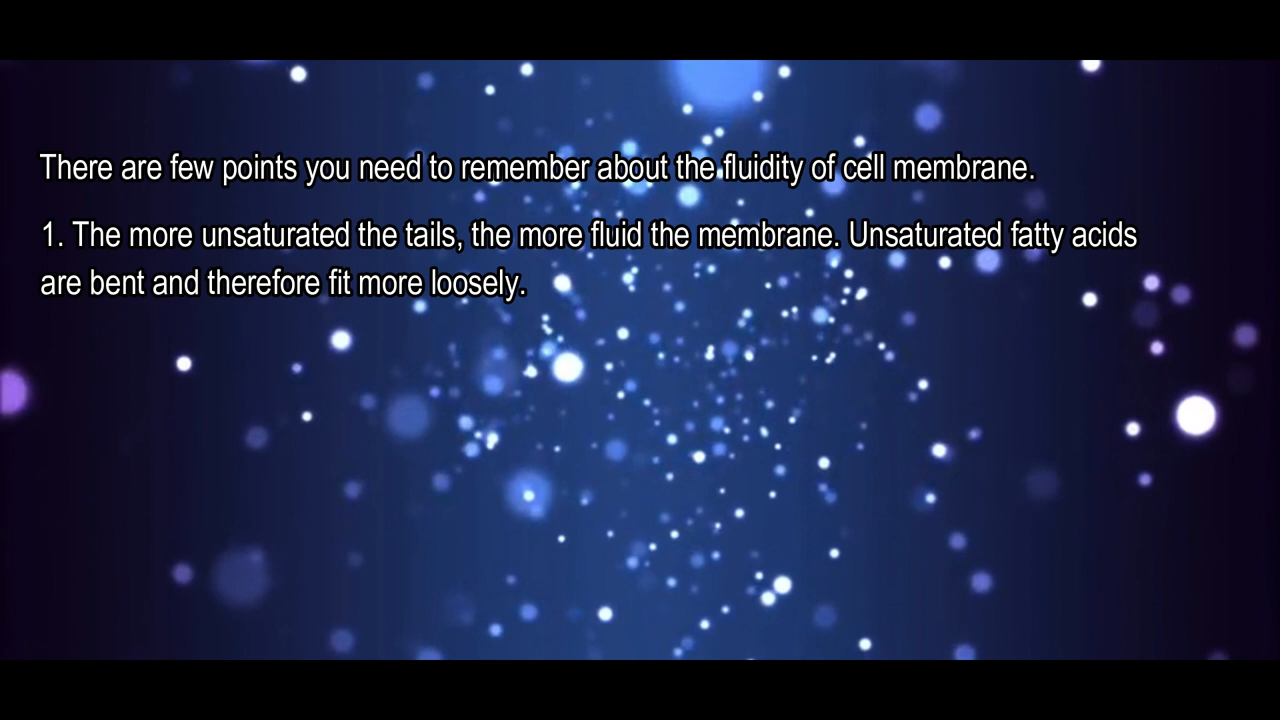 There are few points you need to remember about the fluidity of cell membrane.
1. The more unsaturated the tails, the more fluid the membrane. Unsaturated fatty acids
are bent and therefore fit more loosely.